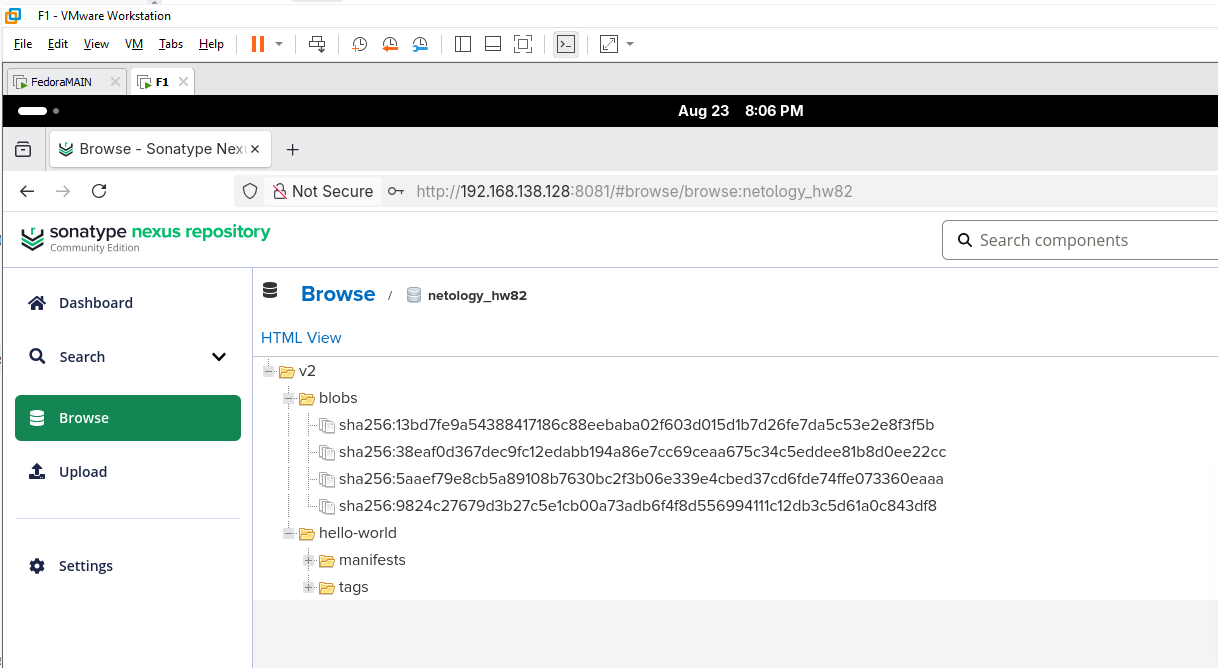 F1 - VMware Workstation
File Edit View VM Tabs Help
FedoraMAIN F1
Aug 23 8:06 PM
Browse - Sonatype Nex
Not Secure http://192.168.138.128:8081/#browse/browse:netology_hw82
sonatype nexus repository
Community Edition
Search components
Dashboard
Search
Browse
Upload
Settings
Browse / netology_hw82
HTML View
v2
blobs
sha256:13bd7fe9a54388417186c88eebaba02f603d015d1b7d26fe7da5c53e2e8f3f5b
sha256:38eaf0d367dec9fc12edabb194a86e7cc69ceaa675c34c5eddee81b8d0ee22cc
sha256:5aaef79e8cb5a89108b7630bc2f3b06e339e4cbed37cd6fde74ffe073360eaaa
sha256:9824c27679d3b27c5e1cb00a73adb6f4f8d556994111c12db3c5d61a0c843df8
hello-world
manifests
tags